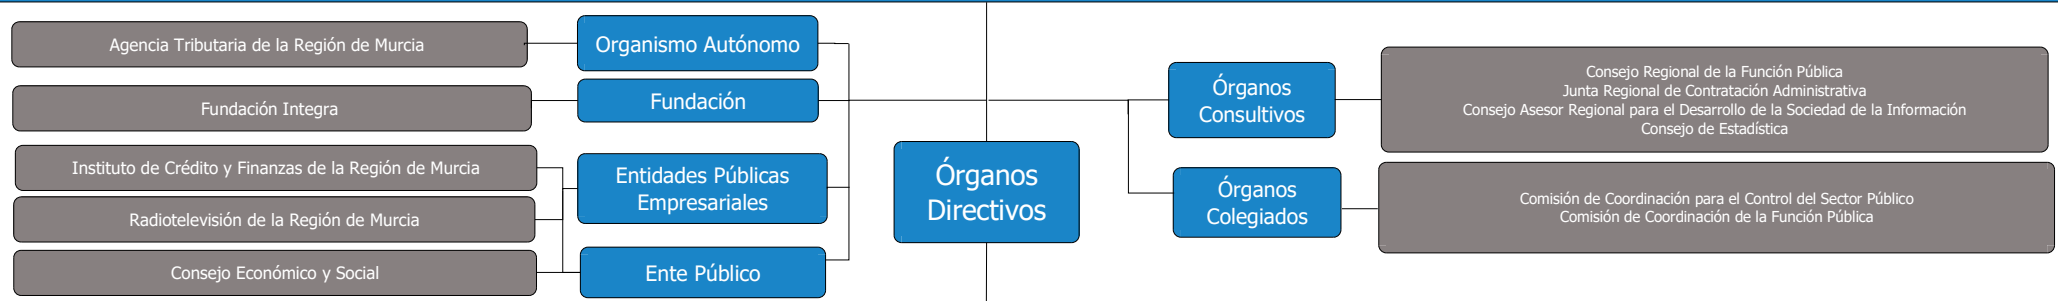 Agencia Tributaria de la Región de Murcia
Organismo Autónomo
Fundación Integra
Fundación
Instituto de Crédito y Finanzas de la Región de Murcia
Radiotelevisión de la Región de Murcia
Entidades Públicas
Empresariales
Consejo Económico y Social
Ente Público
Órganos
Directivos
Órganos
Consultivos
Consejo Regional de la Función Pública
Junta Regional de Contratación Administrativa
Consejo Asesor Regional para el Desarrollo de la Sociedad de la Información
Consejo de Estadística
Órganos
Colegiados
Comisión de Coordinación para el Control del Sector Público
Comisión de Coordinación de la Función Pública